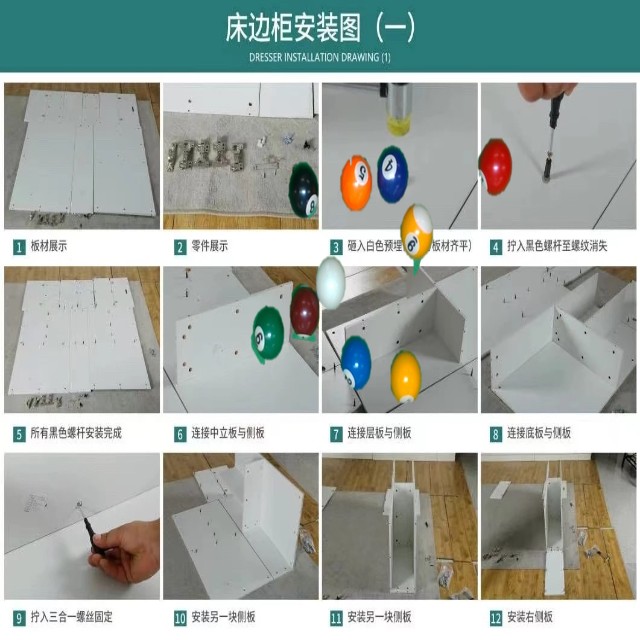 床边柜安装图（一）
DRESSER INSTALLATION DRAWING (1)
1 板材展示
2 零件展示
3 砸入白色预埋 板材齐平）
4 拧入黑色螺杆至螺纹消失
5 所有黑色螺杆安装完成
6 连接中立板与侧板
7 连接层板与侧板
8 连接底板与侧板
9 拧入三合一螺丝固定
10 安装另一块侧板
11 安装另一块侧板
12 安装右侧板